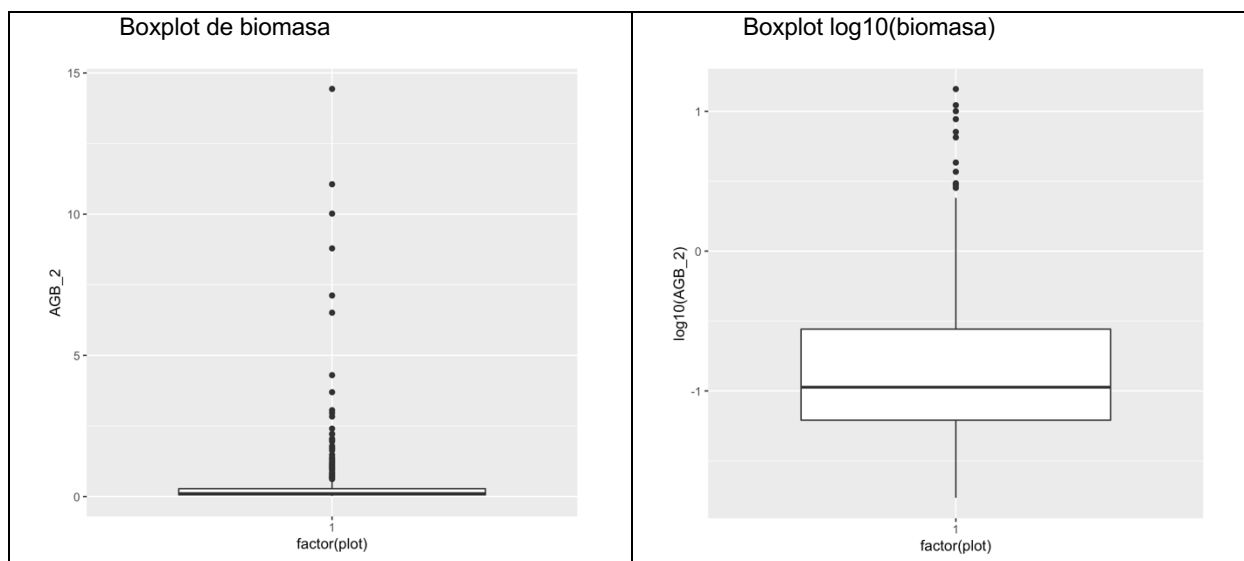 Boxplot de biomasa
15
10
5
0
AGB_2
1
factor(plot)
Boxplot log10(biomasa)
1
0
-1
log10(AGB_2)
1
factor(plot)